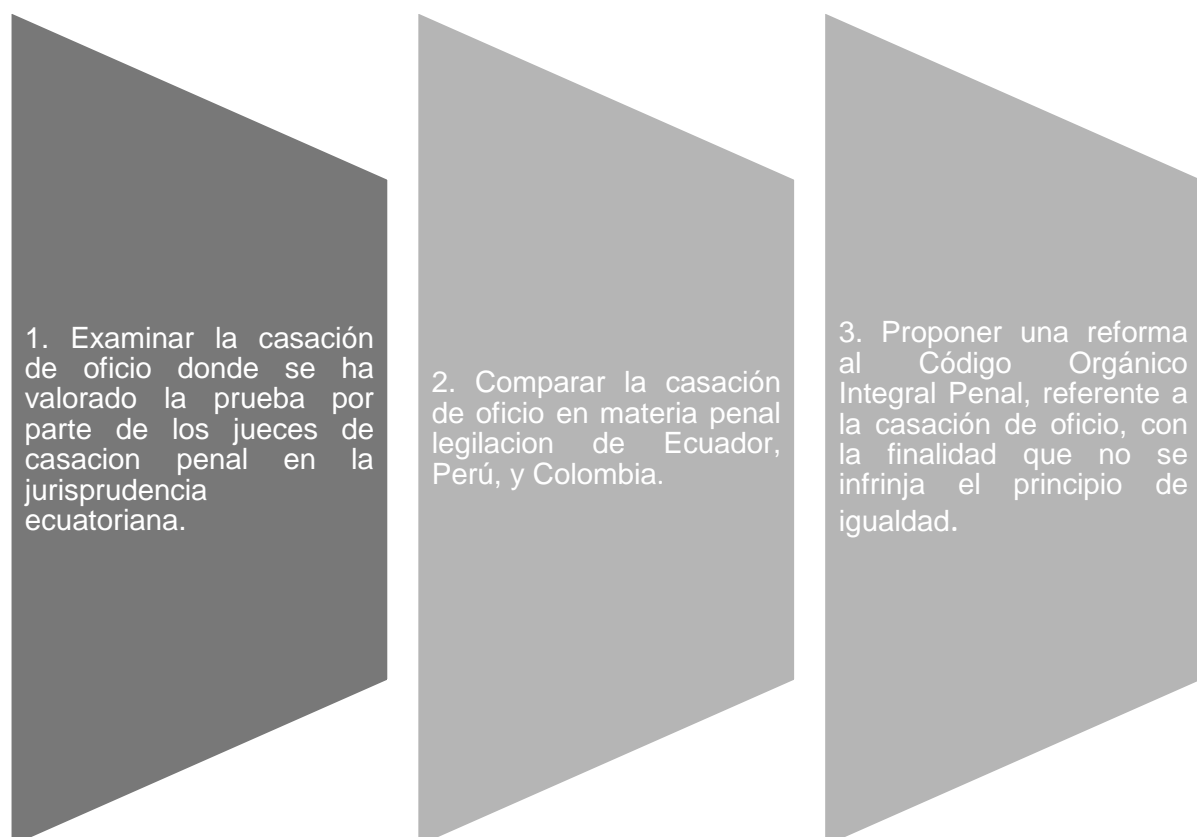 1. Examinar la casación
de oficio donde se ha
valorado la prueba por
parte de los jueces de
casacion penal en la
jurisprudencia
ecuatoriana.
2. Comparar la casación
de oficio en materia penal
legilacion de Ecuador,
Perú, y Colombia.
3. Proponer una reforma
al Código Orgánico
Integral Penal, referente a
la casación de oficio, con
la finalidad que no se
infrinja el principio de
igualdad.